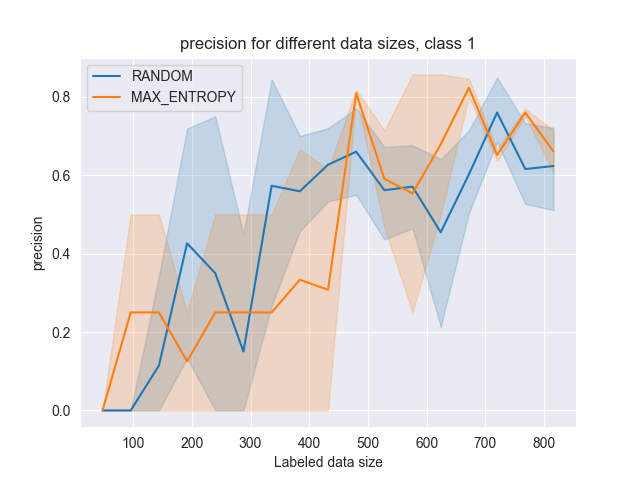 precision for different data sizes, class 1
RANDOM
MAX_ENTROPY
precision
0.8
0.6
0.4
0.2
0.0
100 200 300 400 500 600 700 800
Labeled data size